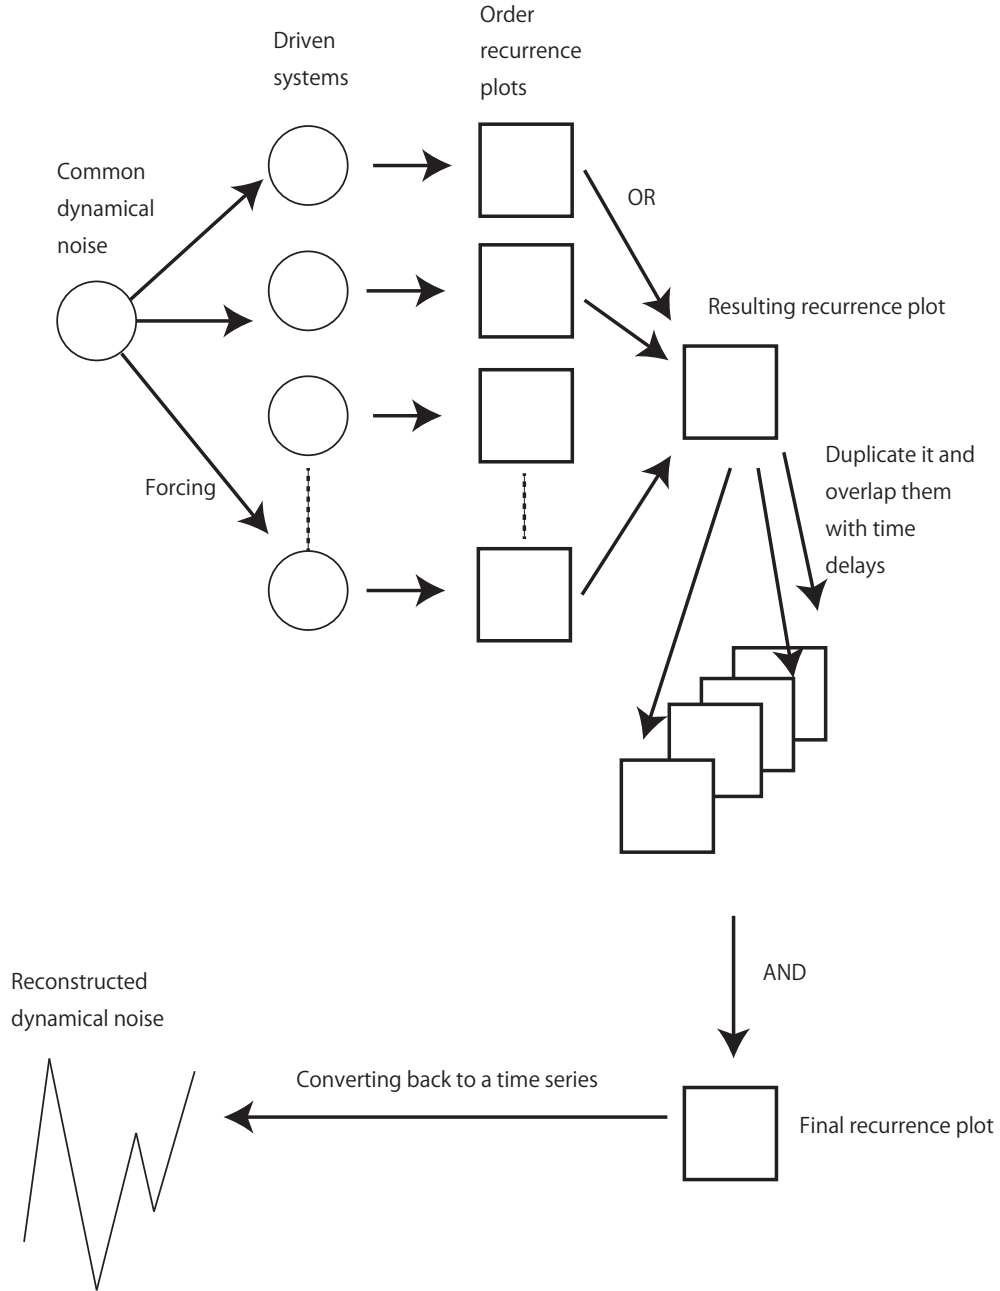 Order
recurrence
plots
Driven
systems
Common
dynamical
noise
OR
Resulting recurrence plot
Forcing
Duplicate it and
overlap them
with time
delays
AND
Reconstructed
dynamical noise
Converting back to a time series
Final recurrence plot